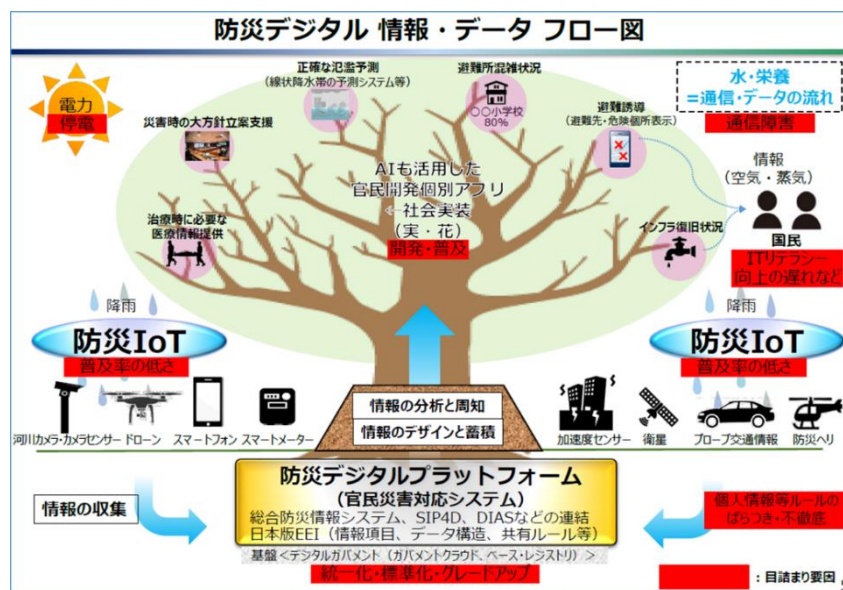 防災デジタル 情報・データ フロー図
電力
停電
災害時の大方針立案支援
正確な氾濫予測
(線状降水帯の予測システム等)
避難所混雑状況
○○小学校
80%
避難誘導
(避難先・危険個所表示)
水・栄養
=通信・データの流れ
通信障害
情報
(空気・蒸気)
国民
ITリテラシー
向上の遅れなど
AIも活用した
官民開発個別アプリ
←社会実装
(実・花)
開発・普及
治療時に必要な
医療情報提供
インフラ復旧状況
降雨
防災IoT
普及率の低さ
降雨
防災IoT
普及率の低さ
河川カメラ・カメラセンサー
ドローン
スマートフォン
スマートメーター
情報の分析と周知
情報のデザインと蓄積
加速度センサー
衛星
プローブ交通情報
防災ヘリ
情報の収集
防災デジタルプラットフォーム
(官民災害対応システム)
総合防災情報システム、SIP4D、DIASなどの連結
日本版EEI(情報項目、データ構造、共有ルール等)
基盤<デジタルガバメント(ガバメントクラウド、ベース・レジストリ)>
統一化・標準化・グレードアップ
個人情報等ルールの
ばらつき・不徹底
:目詰まり要因